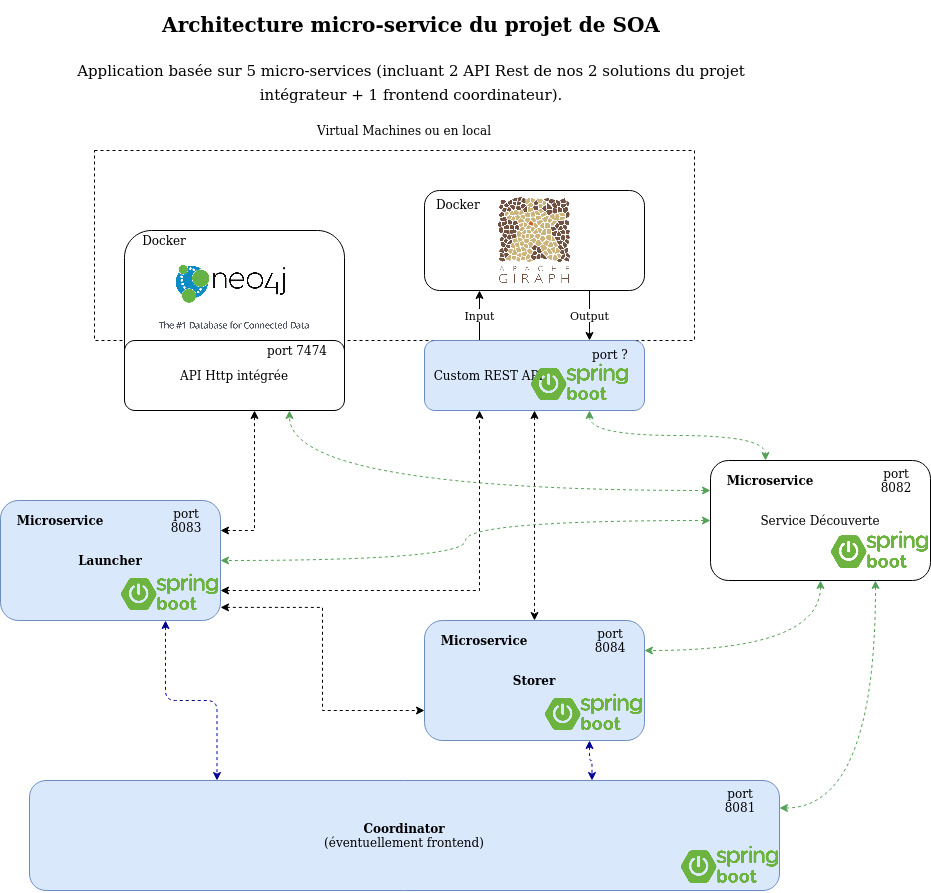 Architecture micro-service du projet de SOA
Application basée sur 5 micro-services (incluant 2 API Rest de nos 2 solutions du projet
intégrateur + 1 frontend coordinateur).
Virtual Machines ou en local
Docker
neo4j
The #1 Database for Connected Data
port 7474
API Http intégrée
Docker
APACHE
GIRAPH
Input
Output
port ?
Custom REST API
spring
boot
Microservice
port
8082
Service Découverte
spring
boot
Microservice
port
8083
Launcher
spring
boot
Microservice
port
8084
Storer
spring
boot
port
8081
Coordinator
(éventuellement frontend)
spring
boot